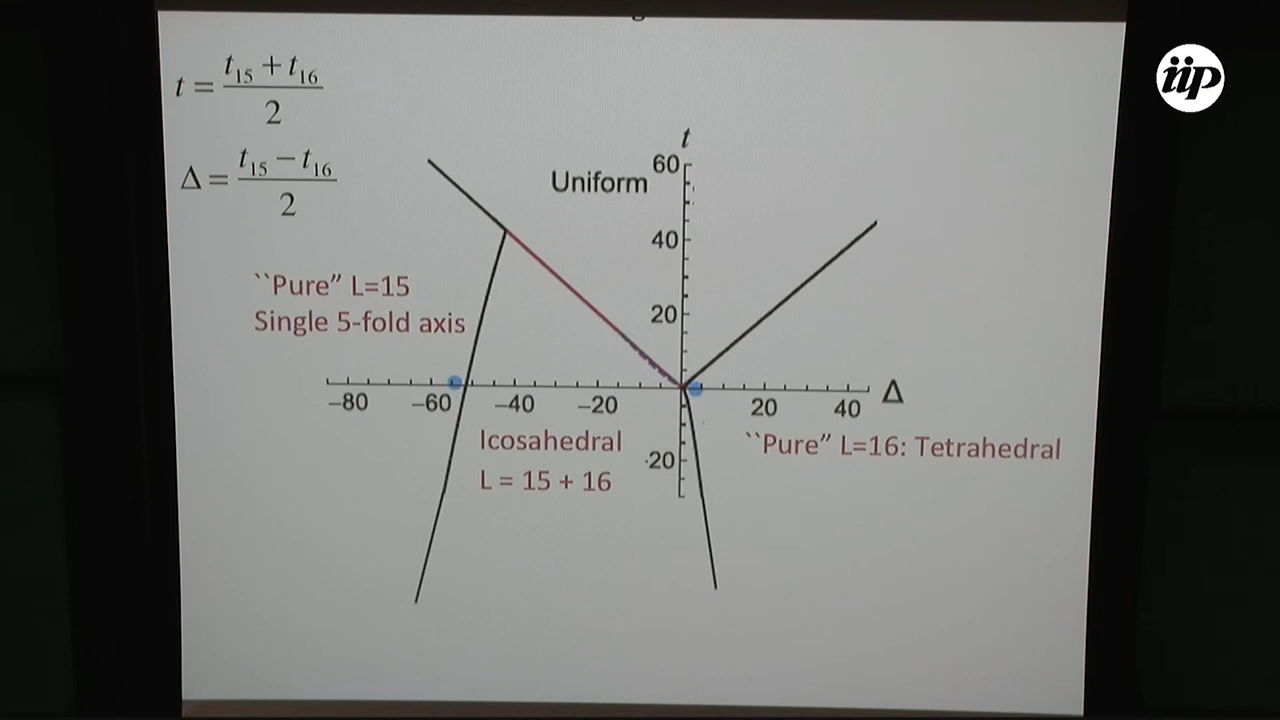 t = t15 + t16 / 2
Δ = t15 − t16 / 2
iip
t
Uniform
60
40
20
``Pure” L=15
Single 5-fold axis
−80 −60 −40 −20 20 40 Δ
Icosahedral
L = 15 + 16
-20
``Pure” L=16: Tetrahedral